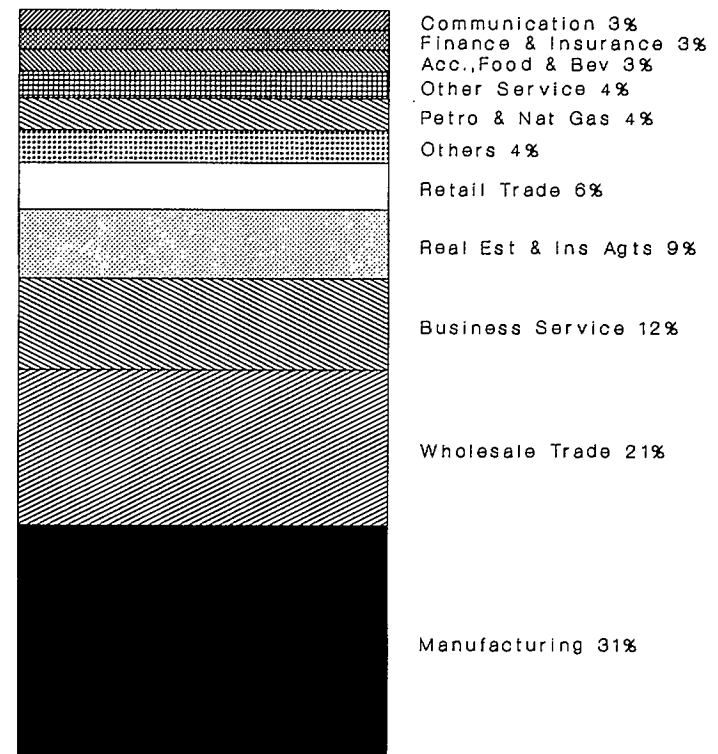 Communication 3%
Finance & Insurance 3%
Acc.,Food & Bev 3%
Other Service 4%
Petro & Nat Gas 4%
Others 4%
Retail Trade 6%
Real Est & Ins Agts 9%
Business Service 12%
Wholesale Trade 21%
Manufacturing 31%